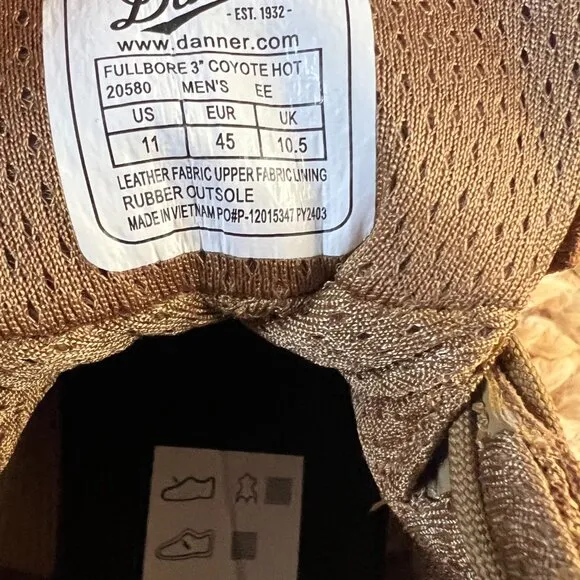 - EST. 1932 -
www.danner.com
FULLBORE 3" COYOTE HOT
20580 MEN'S EE
US EUR UK
11 45 10.5
LEATHER FABRIC UPPER FABRIC LINING
RUBBER OUTSOLE
MADE IN VIETNAM PO#P-12015347 PY2403